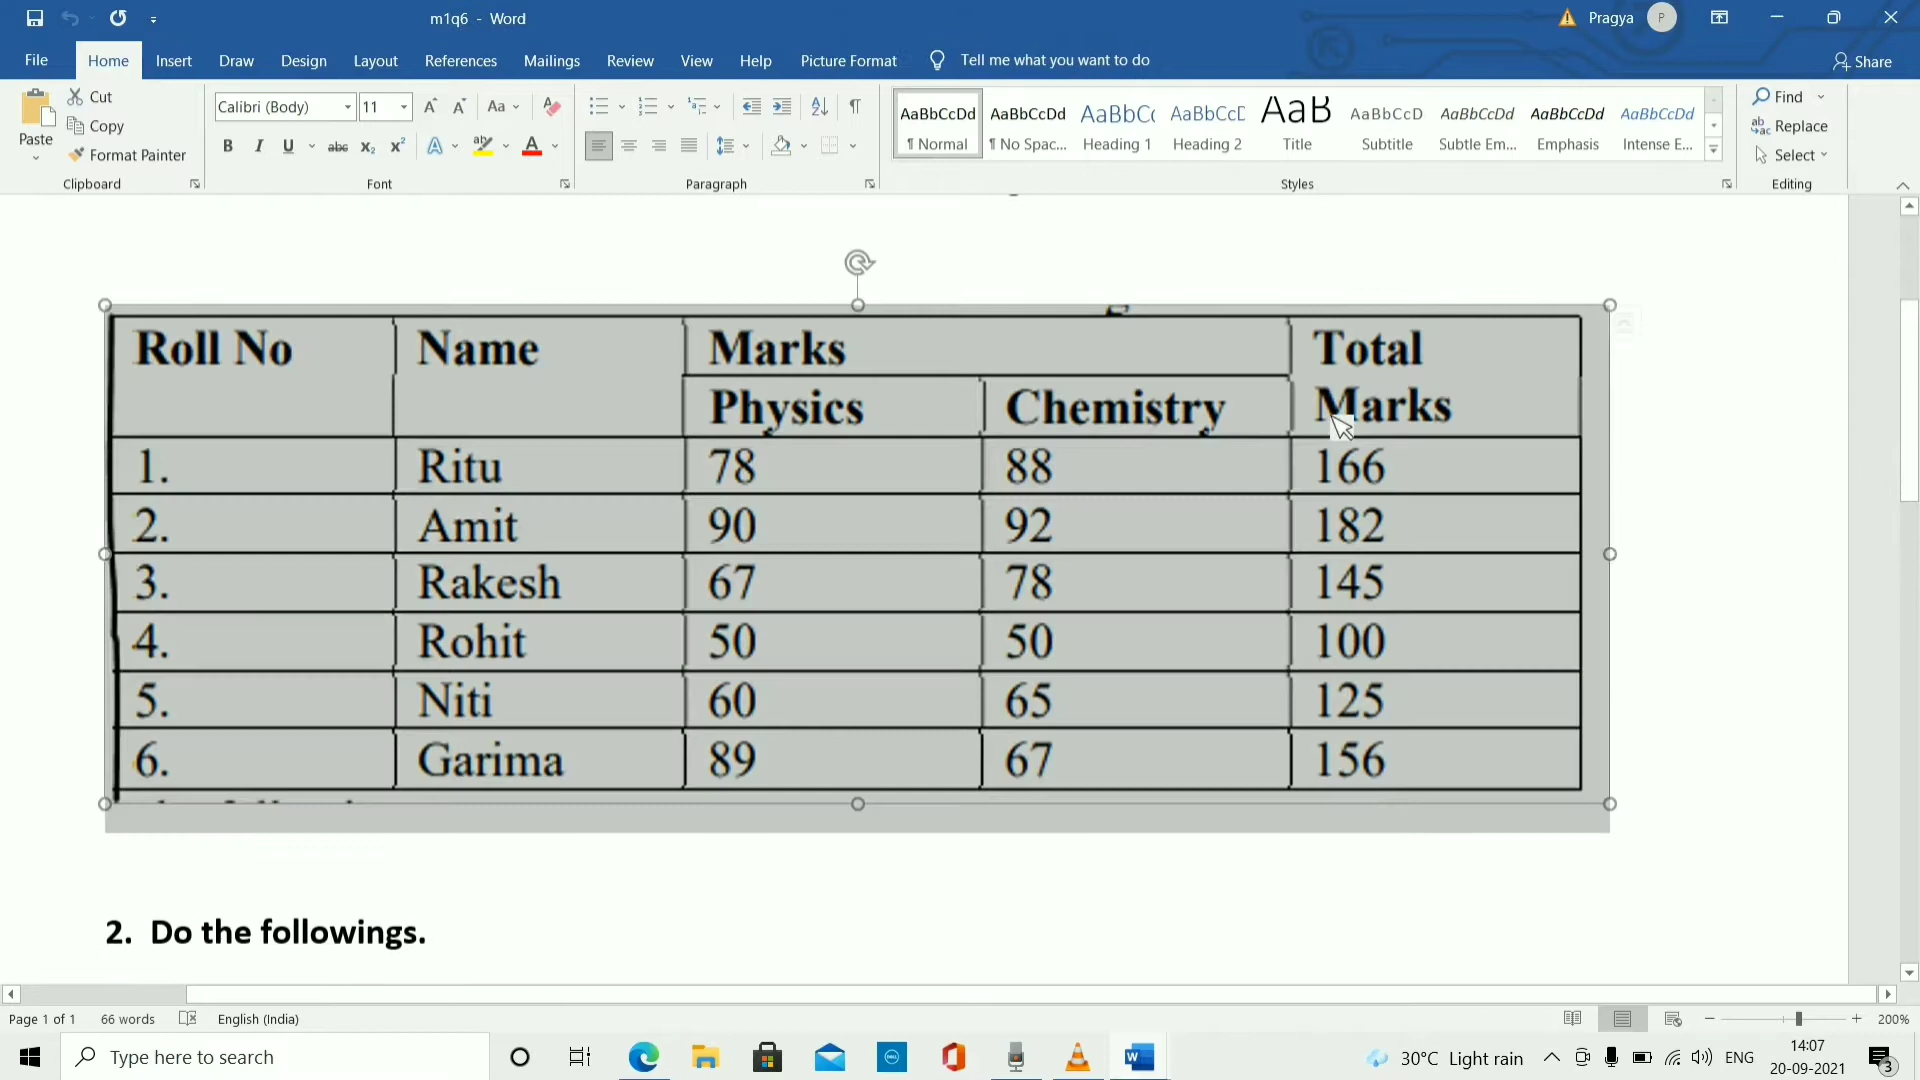 m1q6 - Word
Pragya
P
File Home Insert Draw Design Layout References Mailings Review View Help Picture Format Tell me what you want to do Share
Cut
Copy
Format Painter
Paste
Calibri (Body) 11
Clipboard
Font
Paragraph
AaBbCcDd AaBbCcDd AaBbCc AaBbCcC AaB AaBbCcD AaBbCcDd AaBbCcDd AaBbCcDd
¶ Normal ¶ No Spac... Heading 1 Heading 2 Title Subtitle Subtle Em... Emphasis Intense E...
Styles
Find
Replace
Select
Editing
Roll No Name Marks Total
Physics Chemistry Marks
1. Ritu 78 88 166
2. Amit 90 92 182
3. Rakesh 67 78 145
4. Rohit 50 50 100
5. Niti 60 65 125
6. Garima 89 67 156
2. Do the followings.
Page 1 of 1 66 words English (India) 200%
Type here to search
30°C Light rain ENG 14:07
20-09-2021
3